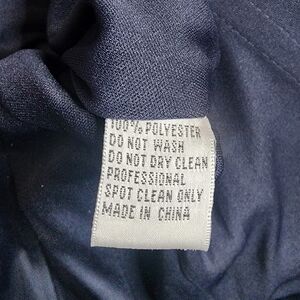 100% POLYESTER
DO NOT WASH
DO NOT DRY CLEAN
PROFESSIONAL
SPOT CLEAN ONLY
MADE IN CHINA